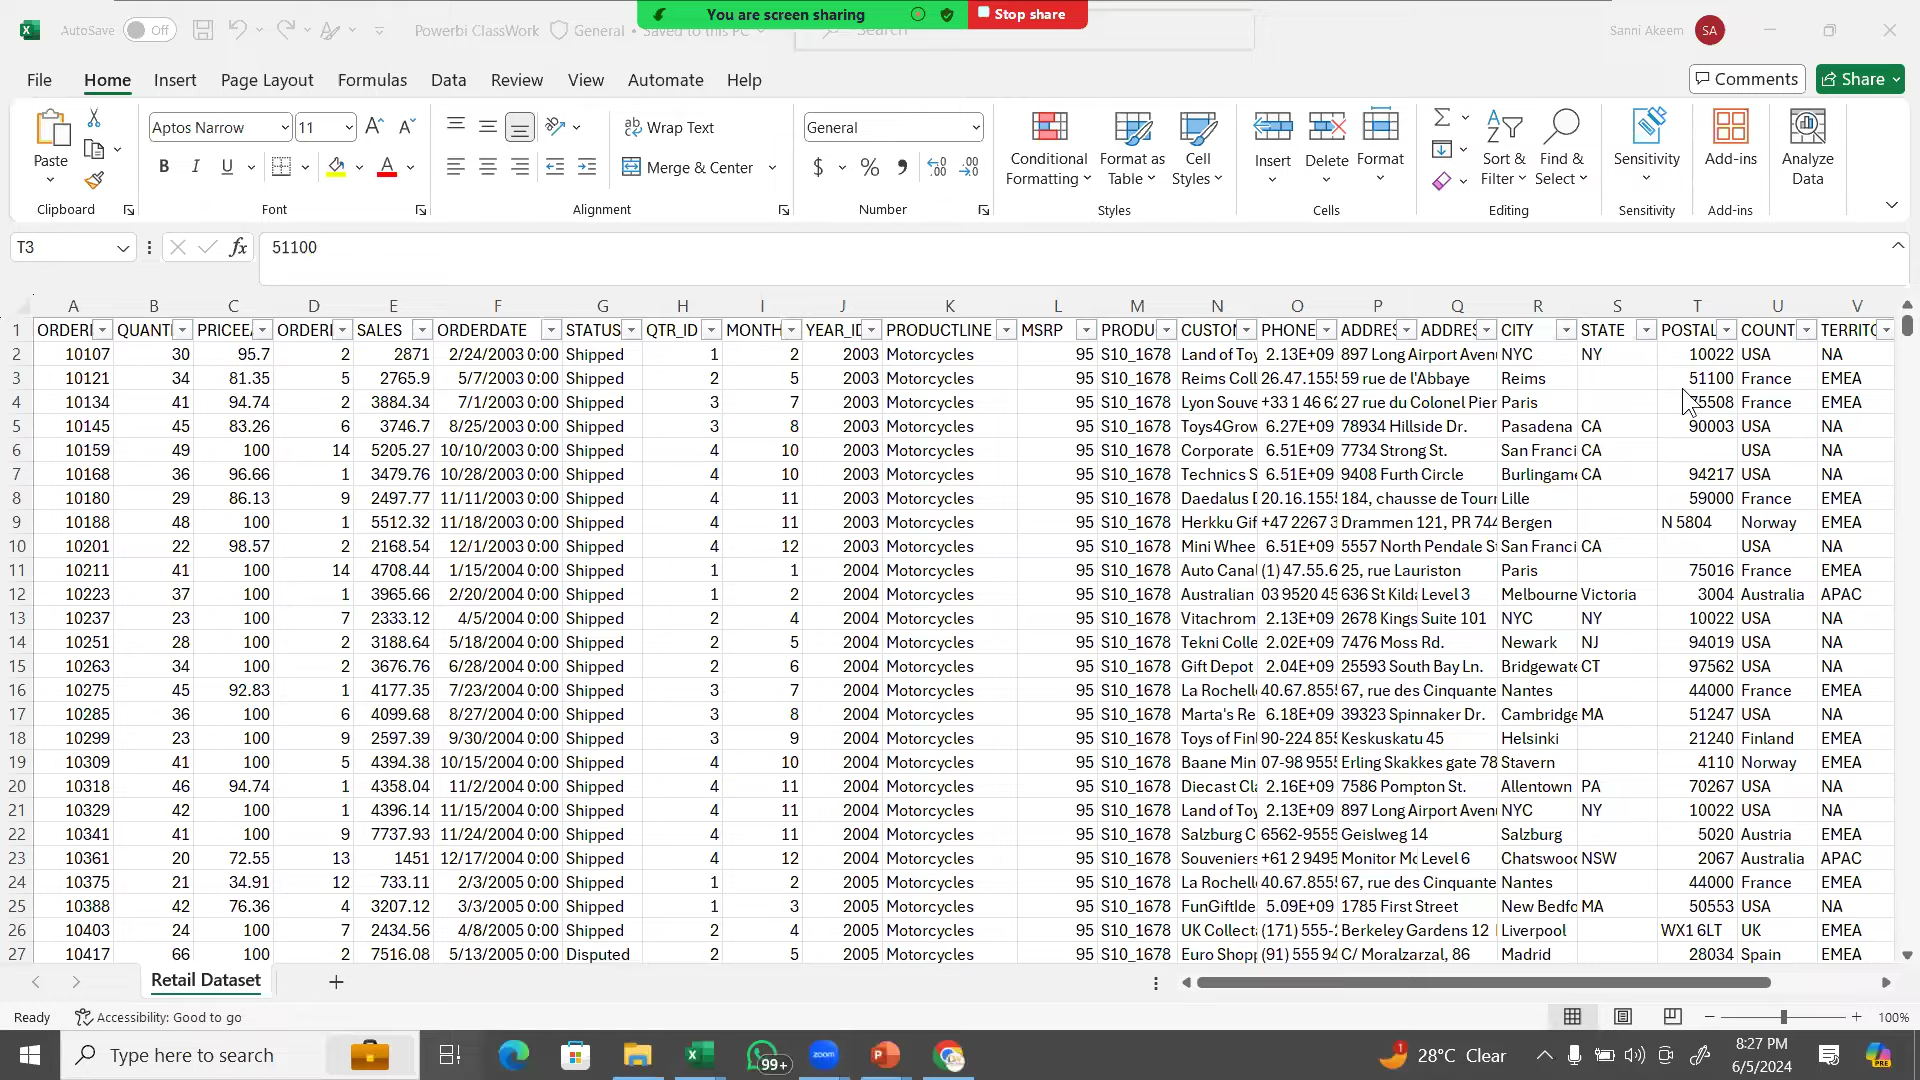 You are screen sharing Stop share
AutoSave Off Powerbi ClassWork General • Saved to this PC Search Sanni Akeem SA
File Home Insert Page Layout Formulas Data Review View Automate Help Comments Share
Paste Aptos Narrow 11 Wrap Text General Conditional Formatting Format as Table Cell Styles Insert Delete Format Sort & Filter Find & Select Sensitivity Add-ins Analyze Data
B I U Merge & Center $ %
Clipboard Font Alignment Number Styles Cells Editing Sensitivity Add-ins
T3 fx 51100
A B C D E F G H I J K L M N O P Q R S T U V
1 ORDERI QUANTI PRICEEA ORDERI SALES ORDERDATE STATUS QTR_ID MONTH YEAR_ID PRODUCTLINE MSRP PRODU CUSTO PHONE ADDRES ADDRES CITY STATE POSTAL COUNT TERRITO
2 10107 30 95.7 2 2871 2/24/2003 0:00 Shipped 1 2 2003 Motorcycles 95 S10_1678 Land of Toy 2.13E+09 897 Long Airport Avenu NYC NY 10022 USA NA
3 10121 34 81.35 5 2765.9 5/7/2003 0:00 Shipped 2 5 2003 Motorcycles 95 S10_1678 Reims Coll 26.47.1555 59 rue de l'Abbaye Reims 51100 France EMEA
4 10134 41 94.74 2 3884.34 7/1/2003 0:00 Shipped 3 7 2003 Motorcycles 95 S10_1678 Lyon Souve +33 1 46 62 27 rue du Colonel Pier Paris 75508 France EMEA
5 10145 45 83.26 6 3746.7 8/25/2003 0:00 Shipped 3 8 2003 Motorcycles 95 S10_1678 Toys4Grow 6.27E+09 78934 Hillside Dr. Pasadena CA 90003 USA NA
6 10159 49 100 14 5205.27 10/10/2003 0:00 Shipped 4 10 2003 Motorcycles 95 S10_1678 Corporate 6.51E+09 7734 Strong St. San Franci CA USA NA
7 10168 36 96.66 1 3479.76 10/28/2003 0:00 Shipped 4 10 2003 Motorcycles 95 S10_1678 Technics S 6.51E+09 9408 Furth Circle Burlingame CA 94217 USA NA
8 10180 29 86.13 9 2497.77 11/11/2003 0:00 Shipped 4 11 2003 Motorcycles 95 S10_1678 Daedalus D 20.16.1555 184, chausse de Tourn Lille 59000 France EMEA
9 10188 48 100 1 5512.32 11/18/2003 0:00 Shipped 4 11 2003 Motorcycles 95 S10_1678 Herkku Gif +47 2267 3 Drammen 121, PR 744 Bergen N 5804 Norway EMEA
10 10201 22 98.57 2 2168.54 12/1/2003 0:00 Shipped 4 12 2003 Motorcycles 95 S10_1678 Mini Whee 6.51E+09 5557 North Pendale S San Franci CA USA NA
11 10211 41 100 14 4708.44 1/15/2004 0:00 Shipped 1 1 2004 Motorcycles 95 S10_1678 Auto Canal (1) 47.55.6 25, rue Lauriston Paris 75016 France EMEA
12 10223 37 100 1 3965.66 2/20/2004 0:00 Shipped 1 2 2004 Motorcycles 95 S10_1678 Australian 03 9520 45 636 St Kilda Level 3 Melbourne Victoria 3004 Australia APAC
13 10237 23 100 7 2333.12 4/5/2004 0:00 Shipped 2 4 2004 Motorcycles 95 S10_1678 Vitachrom 2.13E+09 2678 Kings Suite 101 NYC NY 10022 USA NA
14 10251 28 100 2 3188.64 5/18/2004 0:00 Shipped 2 5 2004 Motorcycles 95 S10_1678 Tekni Colle 2.02E+09 7476 Moss Rd. Newark NJ 94019 USA NA
15 10263 34 100 2 3676.76 6/28/2004 0:00 Shipped 2 6 2004 Motorcycles 95 S10_1678 Gift Depot 2.04E+09 25593 South Bay Ln. Bridgewate CT 97562 USA NA
16 10275 45 92.83 1 4177.35 7/23/2004 0:00 Shipped 3 7 2004 Motorcycles 95 S10_1678 La Rochell 40.67.8555 67, rue des Cinquante Nantes 44000 France EMEA
17 10285 36 100 6 4099.68 8/27/2004 0:00 Shipped 3 8 2004 Motorcycles 95 S10_1678 Marta's Re 6.18E+09 39323 Spinnaker Dr. Cambridge MA 51247 USA NA
18 10299 23 100 9 2597.39 9/30/2004 0:00 Shipped 3 9 2004 Motorcycles 95 S10_1678 Toys of Finl 90-224 855 Keskuskatu 45 Helsinki 21240 Finland EMEA
19 10309 41 100 5 4394.38 10/15/2004 0:00 Shipped 4 10 2004 Motorcycles 95 S10_1678 Baane Min 07-98 9555 Erling Skakkes gate 78 Stavern 4110 Norway EMEA
20 10318 46 94.74 1 4358.04 11/2/2004 0:00 Shipped 4 11 2004 Motorcycles 95 S10_1678 Diecast Cla 2.16E+09 7586 Pompton St. Allentown PA 70267 USA NA
21 10329 42 100 1 4396.14 11/15/2004 0:00 Shipped 4 11 2004 Motorcycles 95 S10_1678 Land of Toy 2.13E+09 897 Long Airport Avenu NYC NY 10022 USA NA
22 10341 41 100 9 7737.93 11/24/2004 0:00 Shipped 4 11 2004 Motorcycles 95 S10_1678 Salzburg C 6562-9555 Geislweg 14 Salzburg 5020 Austria EMEA
23 10361 20 72.55 13 1451 12/17/2004 0:00 Shipped 4 12 2004 Motorcycles 95 S10_1678 Souveniers +61 2 9495 Monitor Mo Level 6 Chatswood NSW 2067 Australia APAC
24 10375 21 34.91 12 733.11 2/3/2005 0:00 Shipped 1 2 2005 Motorcycles 95 S10_1678 La Rochell 40.67.8555 67, rue des Cinquante Nantes 44000 France EMEA
25 10388 42 76.36 4 3207.12 3/3/2005 0:00 Shipped 1 3 2005 Motorcycles 95 S10_1678 FunGiftIde 5.09E+09 1785 First Street New Bedfo MA 50553 USA NA
26 10403 24 100 7 2434.56 4/8/2005 0:00 Shipped 2 4 2005 Motorcycles 95 S10_1678 UK Collect (171) 555-2 Berkeley Gardens 12 Liverpool WX1 6LT UK EMEA
27 10417 66 100 2 7516.08 5/13/2005 0:00 Disputed 2 5 2005 Motorcycles 95 S10_1678 Euro Shop (91) 555 94 C/ Moralzarzal, 86 Madrid 28034 Spain EMEA
Retail Dataset
Ready Accessibility: Good to go 100%
Type here to search 99+ zoom 28°C Clear 8:27 PM
6/5/2024